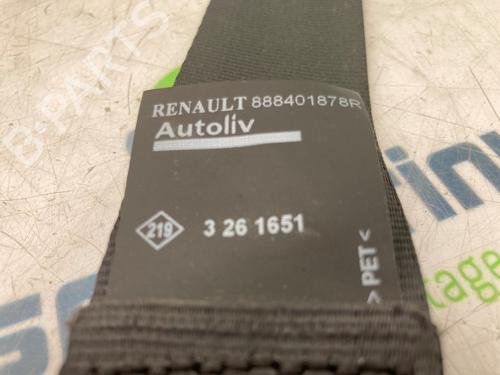 RENAULT 888401878R
Autoliv
219 3 26 1651
> PET <
B-PARTS